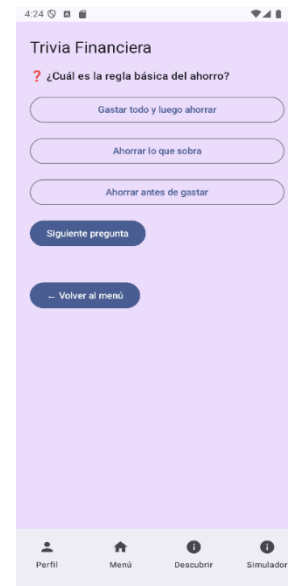 4:24
Trivia Financiera
❓ ¿Cuál es la regla básica del ahorro?
Gastar todo y luego ahorrar
Ahorrar lo que sobra
Ahorrar antes de gastar
Siguiente pregunta
← Volver al menú
Perfil Menú Descubrir Simulador